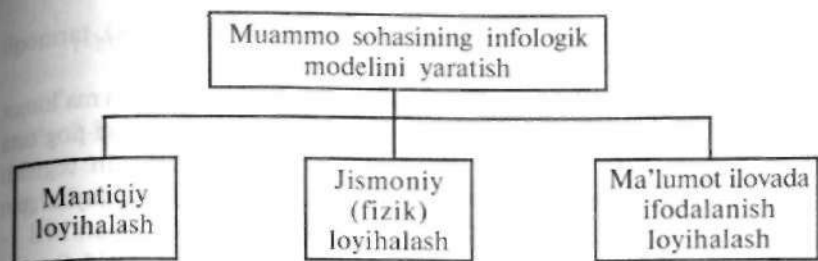 Muammo sohasining infologik
modelini yaratish
Mantiqiy
loyihalash
Jismoniy
(fizik)
loyihalash
Ma’lumot ilovada
ifodalanish
loyihalash